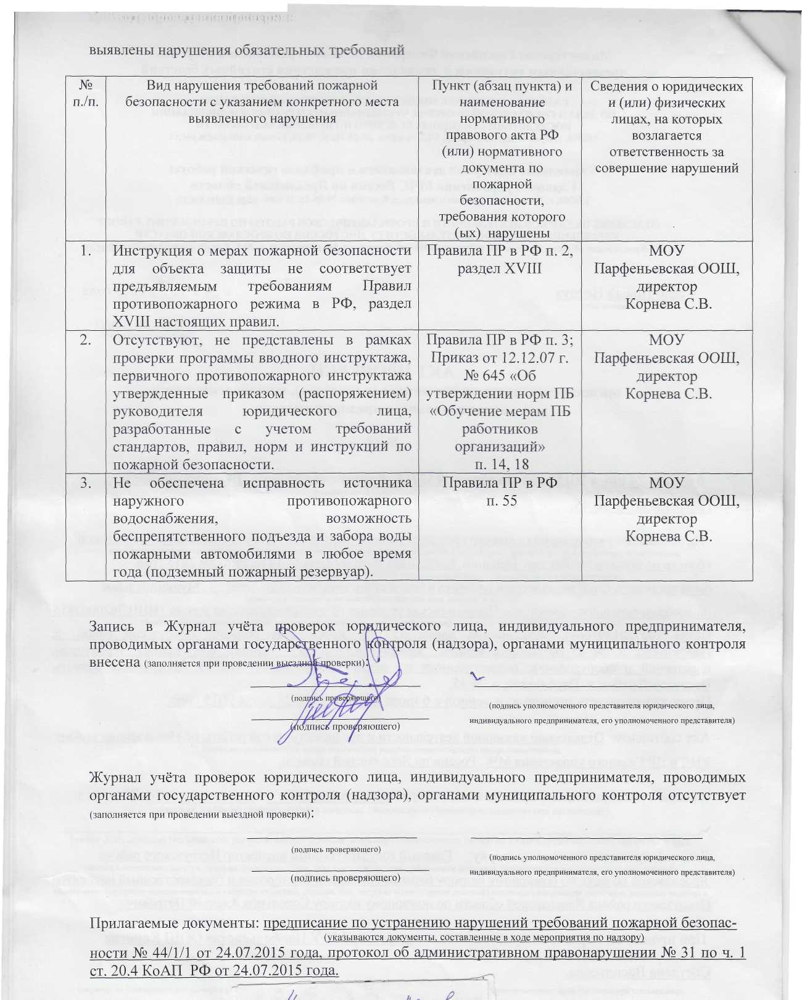 выявлены нарушения обязательных требований
№
п./п.
Вид нарушения требований пожарной
безопасности с указанием конкретного места
выявленного нарушения
Пункт (абзац пункта) и
наименование
нормативного
правового акта РФ
(или) нормативного
документа по
пожарной
безопасности,
требования которого
(ых) нарушены
Сведения о юридических
и (или) физических
лицах, на которых
возлагается
ответственность за
совершение нарушений
1.
Инструкция о мерах пожарной безопасности
для объекта защиты не соответствует
предъявляемым требованиям Правил
противопожарного режима в РФ, раздел
XVIII настоящих правил.
Правила ПР в РФ п. 2,
раздел XVIII
МОУ
Парфеньевская ООШ,
директор
Корнева С.В.
2.
Отсутствуют, не представлены в рамках
проверки программы вводного инструктажа,
первичного противопожарного инструктажа
утвержденные приказом (распоряжением)
руководителя юридического лица,
разработанные с учетом требований
стандартов, правил, норм и инструкций по
пожарной безопасности.
Правила ПР в РФ п. 3;
Приказ от 12.12.07 г.
№ 645 «Об
утверждении норм ПБ
«Обучение мерам ПБ
работников
организаций»
п. 14, 18
МОУ
Парфеньевская ООШ,
директор
Корнева С.В.
3.
Не обеспечена исправность источника
наружного противопожарного
водоснабжения, возможность
беспрепятственного подъезда и забора воды
пожарными автомобилями в любое время
года (подземный пожарный резервуар).
Правила ПР в РФ
п. 55
МОУ
Парфеньевская ООШ,
директор
Корнева С.В.
Запись в Журнал учёта проверок юридического лица, индивидуального предпринимателя,
проводимых органами государственного контроля (надзора), органами муниципального контроля
внесена (заполняется при проведении выездной проверки):
(подпись проверяющего)
(подпись уполномоченного представителя юридического лица,
индивидуального предпринимателя, его уполномоченного представителя)
(подпись проверяющего)
Журнал учёта проверок юридического лица, индивидуального предпринимателя, проводимых
органами государственного контроля (надзора), органами муниципального контроля отсутствует
(заполняется при проведении выездной проверки):
(подпись проверяющего)
(подпись уполномоченного представителя юридического лица,
индивидуального предпринимателя, его уполномоченного представителя)
(подпись проверяющего)
Прилагаемые документы: предписание по устранению нарушений требований пожарной безопас-
(указываются документы, составленные в ходе мероприятия по надзору)
ности № 44/1/1 от 24.07.2015 года, протокол об административном правонарушении № 31 по ч. 1
ст. 20.4 КоАП РФ от 24.07.2015 года.